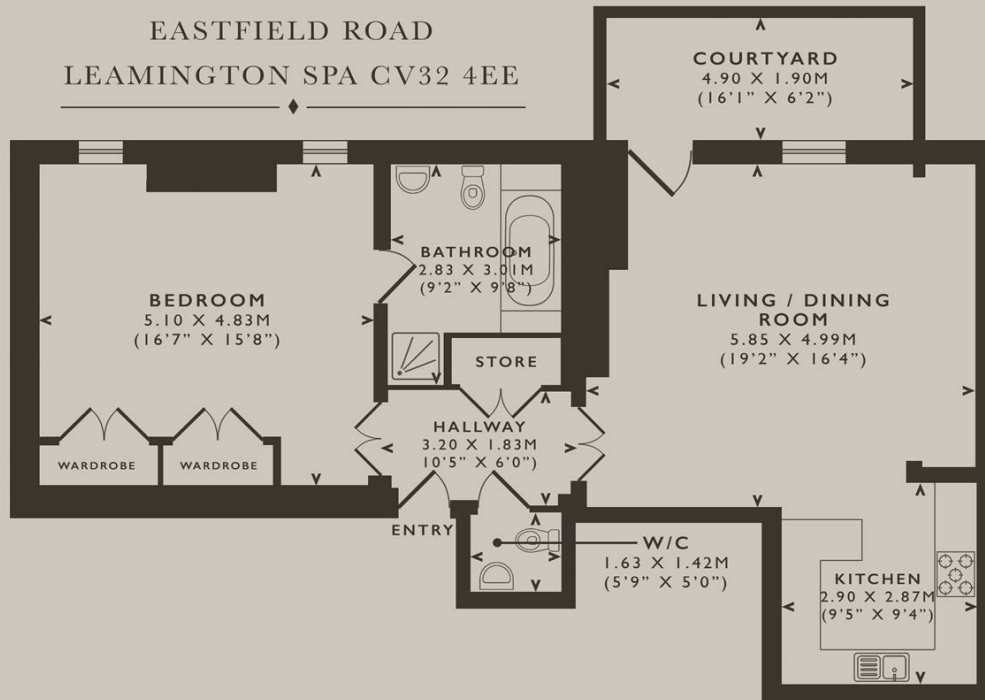 EASTFIELD ROAD
LEAMINGTON SPA CV32 4EE
COURTYARD
4.90 X 1.90M
(16'1" X 6'2")
BEDROOM
5.10 X 4.83M
(16'7" X 15'8")
BATHROOM
2.83 X 3.01M
(9'2" X 9'8")
LIVING / DINING
ROOM
5.85 X 4.99M
(19'2" X 16'4")
STORE
HALLWAY
3.20 X 1.83M
10'5" X 6'0")
WARDROBE
WARDROBE
ENTRY
W/C
1.63 X 1.42M
(5'9" X 5'0")
KITCHEN
2.90 X 2.87M
(9'5" X 9'4")